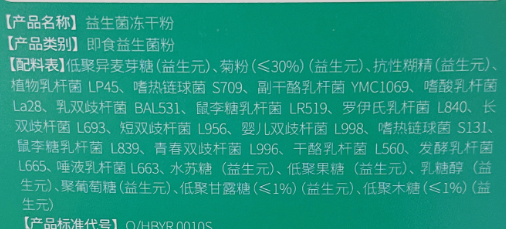 【产品名称】益生菌冻干粉
【产品类别】即食益生菌粉
【配料表】低聚异麦芽糖(益生元)、菊粉(≤30%)(益生元)、抗性糊精(益生元)、
植物乳杆菌 LP45、嗜热链球菌 S709、副干酪乳杆菌 YMC1069、嗜酸乳杆菌
La28、乳双歧杆菌 BAL531、鼠李糖乳杆菌 LR519、罗伊氏乳杆菌 L840、长
双歧杆菌 L693、短双歧杆菌 L956、婴儿双歧杆菌 L998、嗜热链球菌 S131、
鼠李糖乳杆菌 L839、青春双歧杆菌 L996、干酪乳杆菌 L560、发酵乳杆菌
L665、唾液乳杆菌 L663、水苏糖(益生元)、低聚果糖(益生元)、乳糖醇(益
生元)、聚葡萄糖(益生元)、低聚甘露糖(≤1%)(益生元)、低聚木糖(≤1%)(益
生元)
【产品标准代号】Q/HBYR 0010S